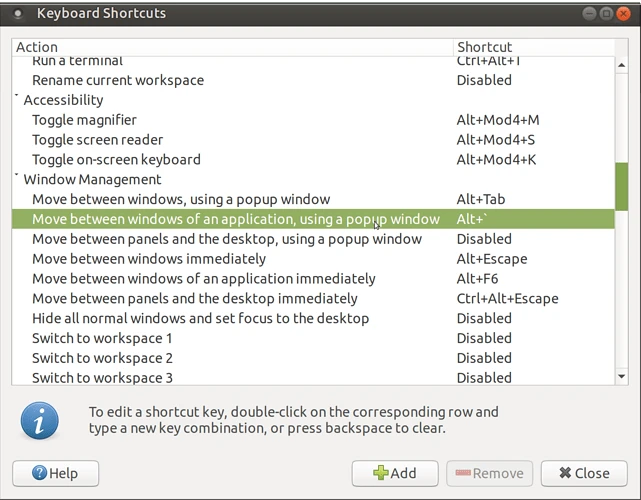 Keyboard Shortcuts
Action Shortcut
Run a terminal Ctrl+Alt+T
Rename current workspace Disabled
Accessibility
Toggle magnifier Alt+Mod4+M
Toggle screen reader Alt+Mod4+S
Toggle on-screen keyboard Alt+Mod4+K
Window Management
Move between windows, using a popup window Alt+Tab
Move between windows of an application, using a popup window Alt+`
Move between panels and the desktop, using a popup window Disabled
Move between windows immediately Alt+Escape
Move between windows of an application immediately Alt+F6
Move between panels and the desktop immediately Ctrl+Alt+Escape
Hide all normal windows and set focus to the desktop Disabled
Switch to workspace 1 Disabled
Switch to workspace 2 Disabled
Switch to workspace 3 Disabled
To edit a shortcut key, double-click on the corresponding row and
type a new key combination, or press backspace to clear.
Help Add Remove Close